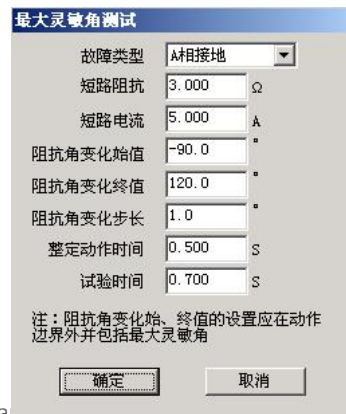 最大灵敏角测试
故障类型 A相接地
短路阻抗 3.000 Ω
短路电流 5.000 A
阻抗角变化始值 -90.0 °
阻抗角变化终值 120.0 °
阻抗角变化步长 1.0 °
整定动作时间 0.500 S
试验时间 0.700 S
注：阻抗角变化始、终值的设置应在动作
边界外并包括最大灵敏角
确定 取消
a